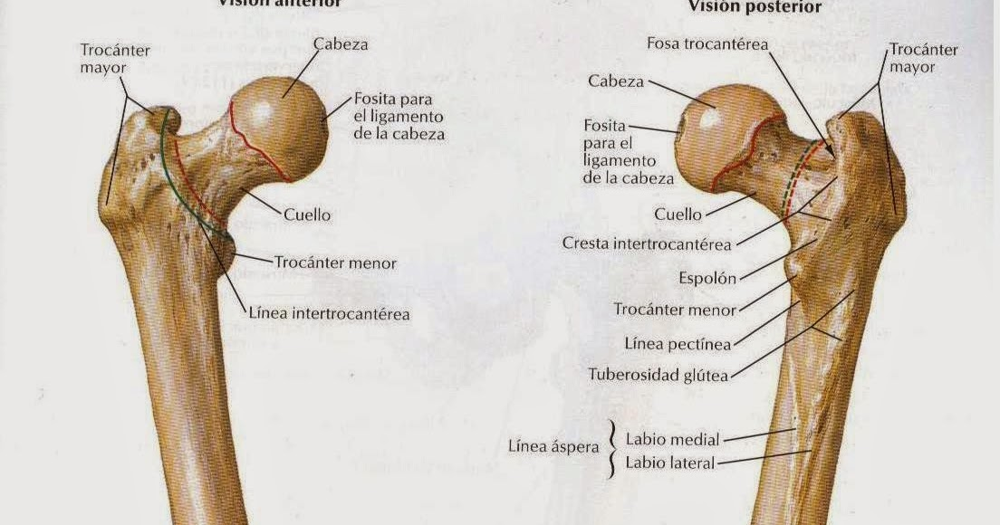 Visión anterior
Trocánter
mayor
Cabeza
Fosita para
el ligamento
de la cabeza
Cuello
Trocánter menor
Línea intertrocantérea
Visión posterior
Fosa trocantérea
Trocánter
mayor
Cabeza
Fosita
para el
ligamento
de la cabeza
Cuello
Cresta intertrocantérea
Espolón
Trocánter menor
Línea pectínea
Tuberosidad glútea
Línea áspera
Labio medial
Labio lateral